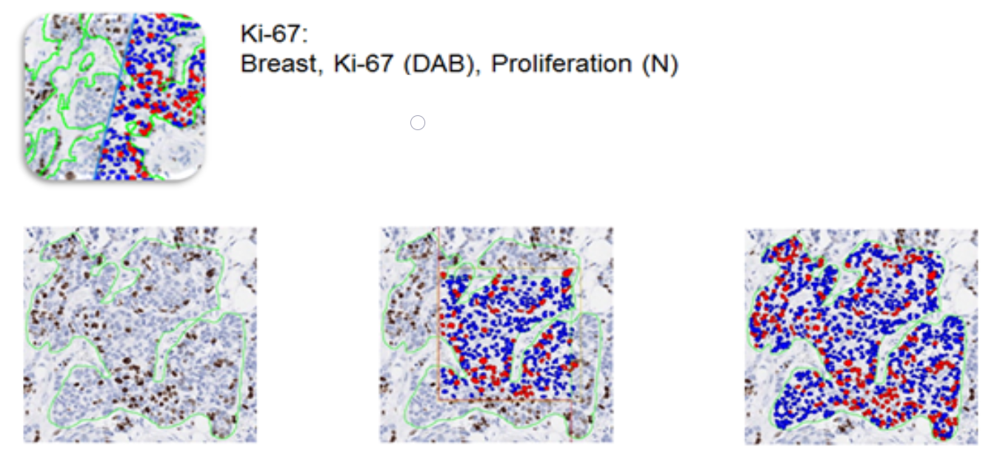 Ki-67:
Breast, Ki-67 (DAB), Proliferation (N)